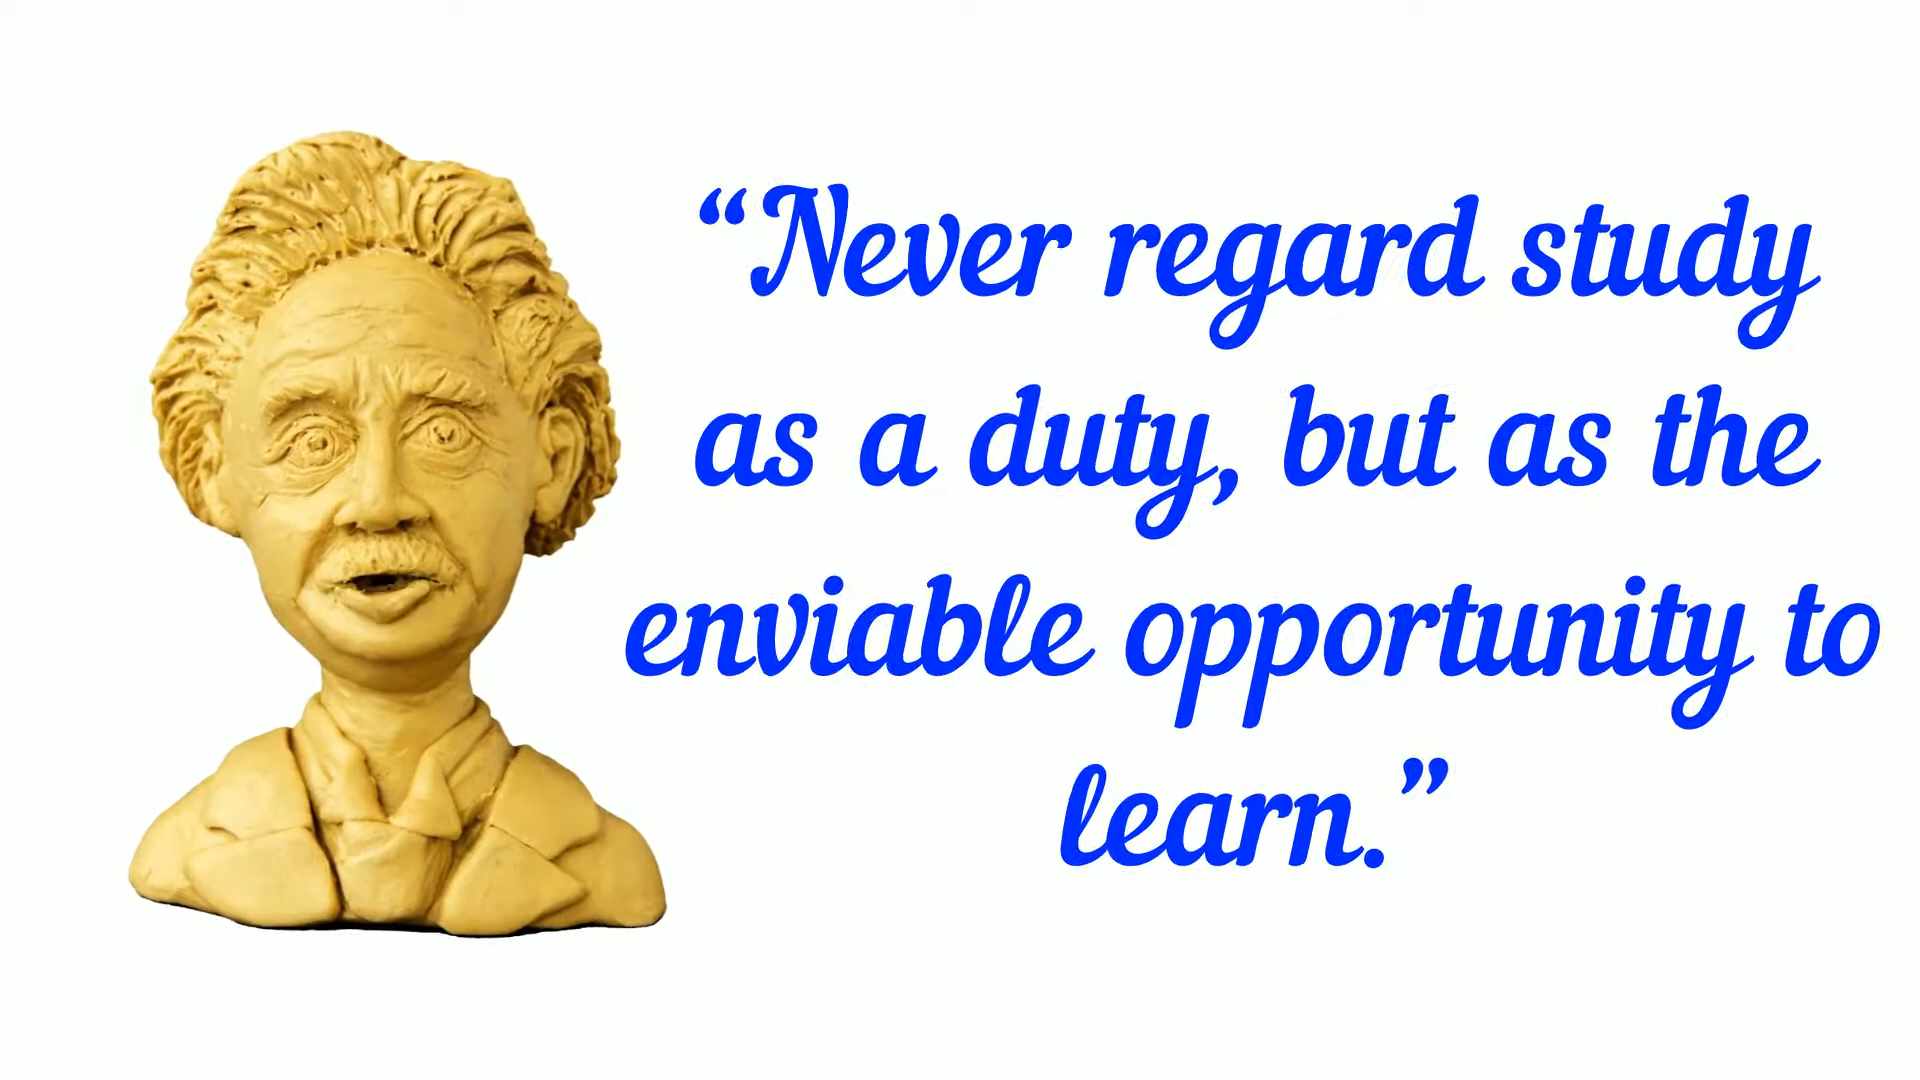 “Never regard study
as a duty, but as the
enviable opportunity to
learn.”